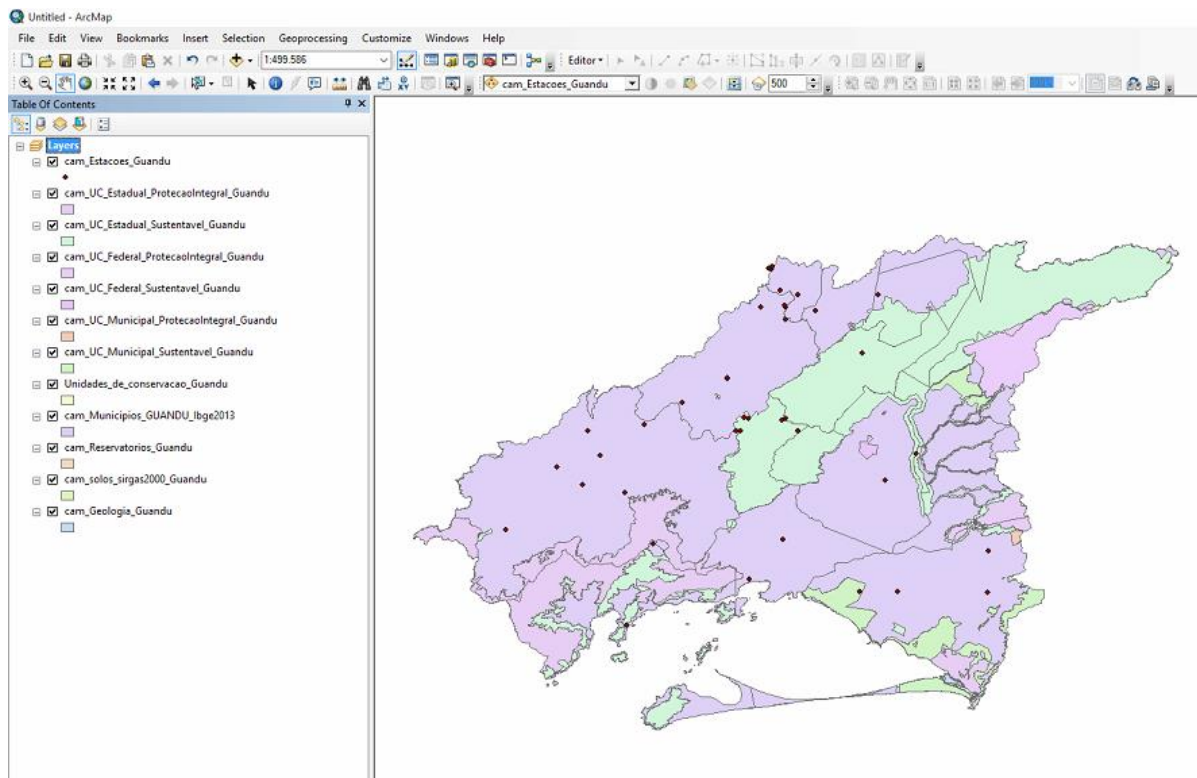 Untitled - ArcMap
File Edit View Bookmarks Insert Selection Geoprocessing Customize Windows Help
1:499.586 Editor
cam_Estacoes_Guandu 500
Table Of Contents
Layers
cam_Estacoes_Guandu
cam_UC_Estadual_ProtecaoIntegral_Guandu
cam_UC_Estadual_Sustentavel_Guandu
cam_UC_Federal_ProtecaoIntegral_Guandu
cam_UC_Federal_Sustentavel_Guandu
cam_UC_Municipal_ProtecaoIntegral_Guandu
cam_UC_Municipal_Sustentavel_Guandu
Unidades_de_conservacao_Guandu
cam_Municipios_GUANDU_Ibge2013
cam_Reservatorios_Guandu
cam_solos_sirgas2000_Guandu
cam_Geologia_Guandu